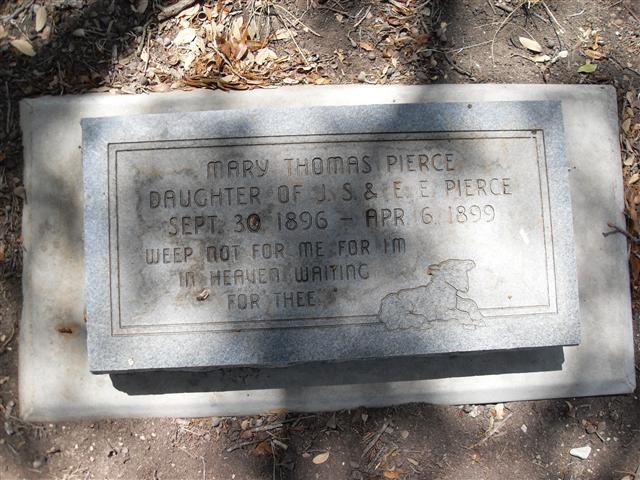 MARY THOMAS PIERCE
DAUGHTER OF J. S. & E. E. PIERCE
SEPT. 30 1896 - APR. 6, 1899
WEEP NOT FOR ME FOR IM
IN HEAVEN WAITING
FOR THEE.